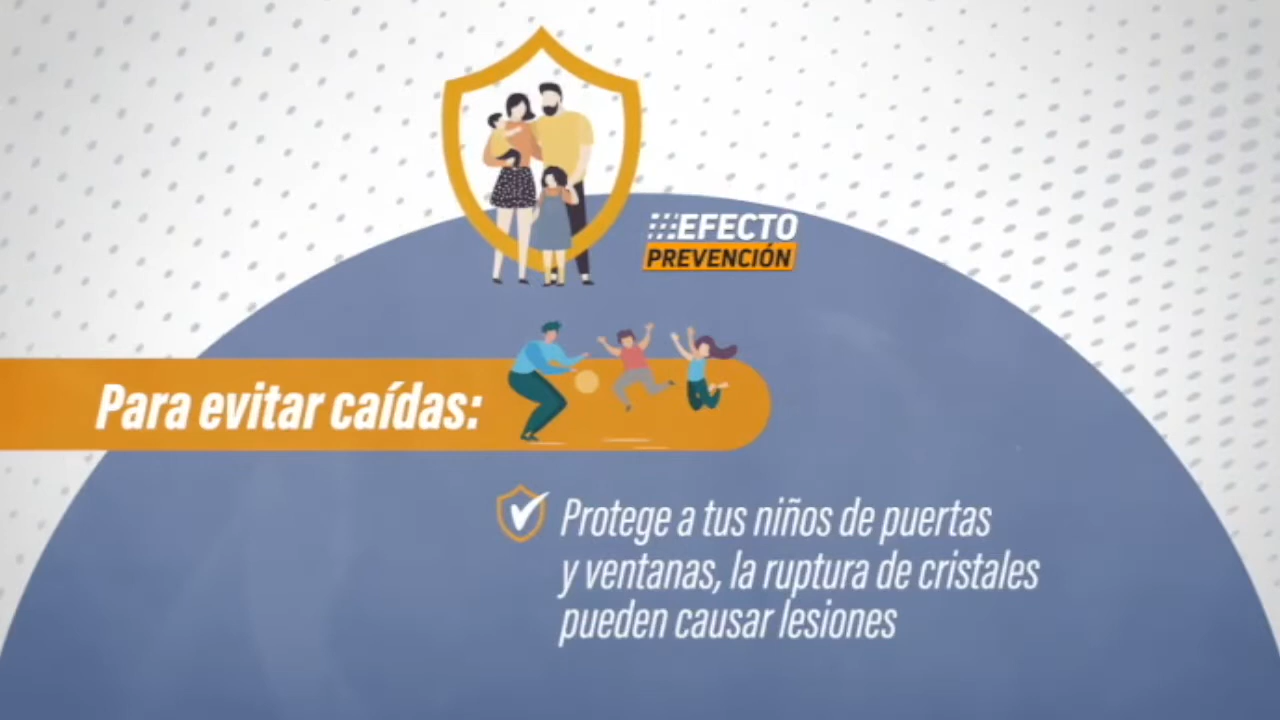 EFECTO
PREVENCIÓN
Para evitar caídas:
Protege a tus niños de puertas
y ventanas, la ruptura de cristales
pueden causar lesiones